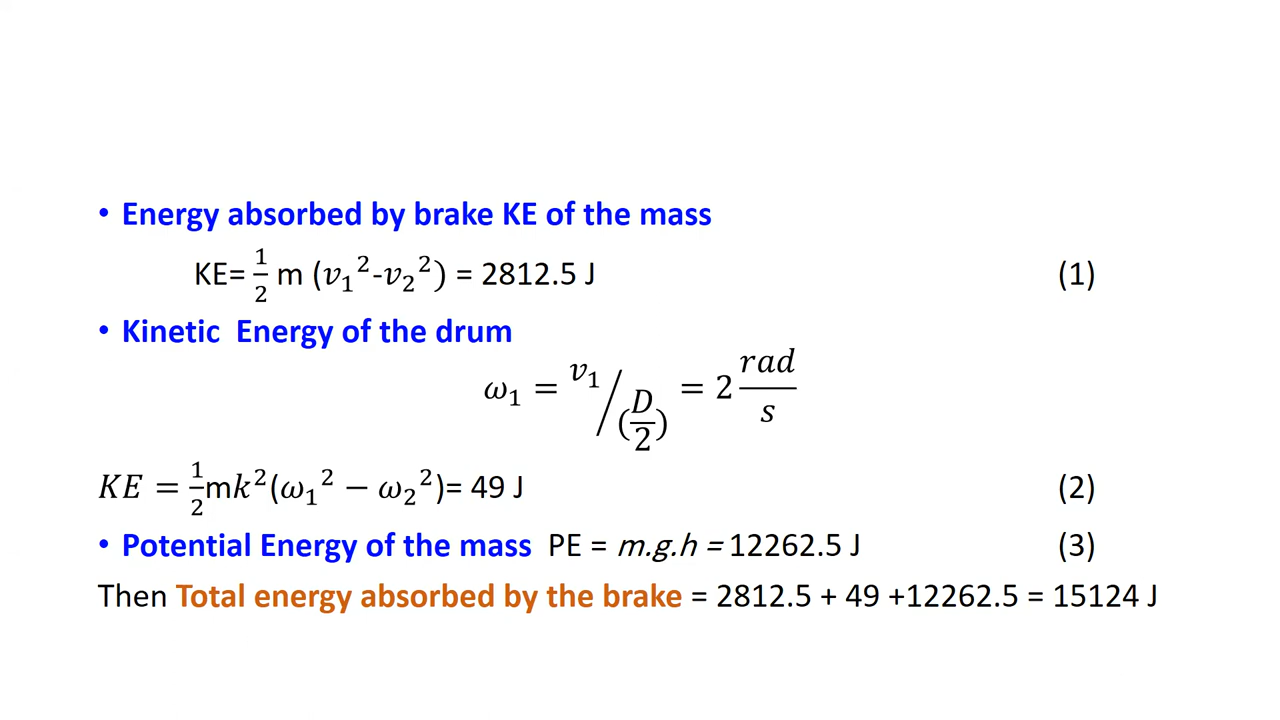 • Energy absorbed by brake KE of the mass
KE= 1/2 m (v₁²-v₂²) = 2812.5 J (1)
• Kinetic  Energy of the drum
ω₁ = v₁/(D/2) = 2 rad/s
KE = 1/2mk²(ω₁² − ω₂²)= 49 J (2)
• Potential Energy of the mass  PE = m.g.h = 12262.5 J (3)
Then Total energy absorbed by the brake = 2812.5 + 49 +12262.5 = 15124 J